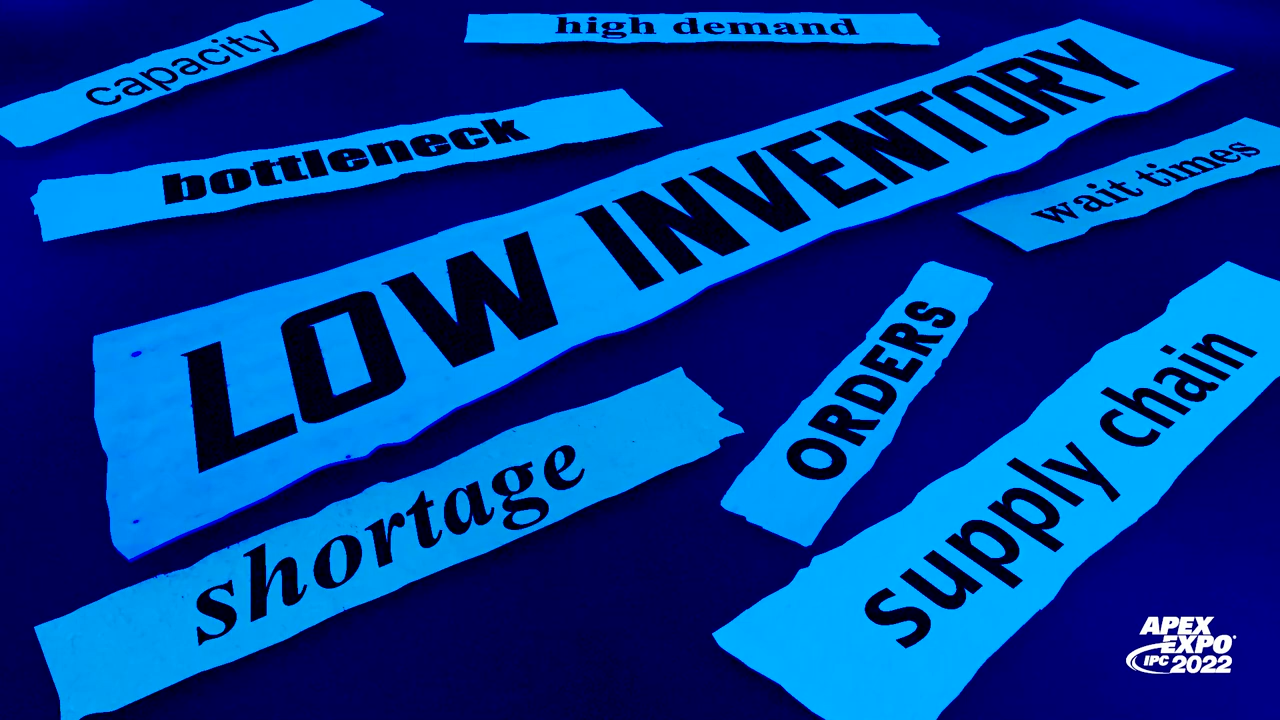 capacity
high demand
bottleneck
LOW INVENTORY
wait times
ORDERS
shortage
supply chain
APEX
EXPO®
IPC 2022